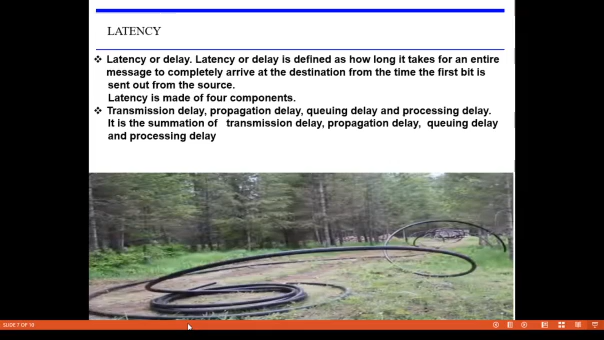 LATENCY
❖ Latency or delay. Latency or delay is defined as how long it takes for an entire
message to completely arrive at the destination from the time the first bit is
sent out from the source.
Latency is made of four components.
❖ Transmission delay, propagation delay, queuing delay and processing delay.
It is the summation of transmission delay, propagation delay, queuing delay
and processing delay
SLIDE 7 OF 10